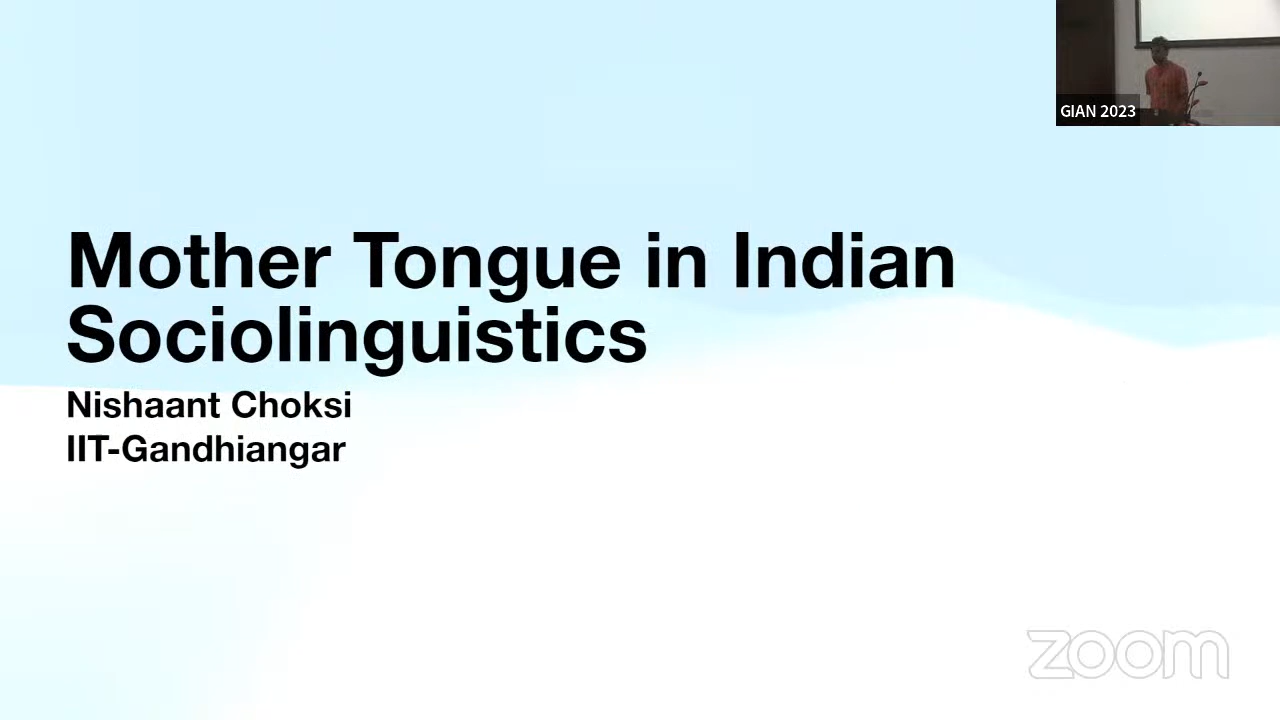 GIAN 2023
Mother Tongue in Indian
Sociolinguistics
Nishaant Choksi
IIT-Gandhiangar
zoom